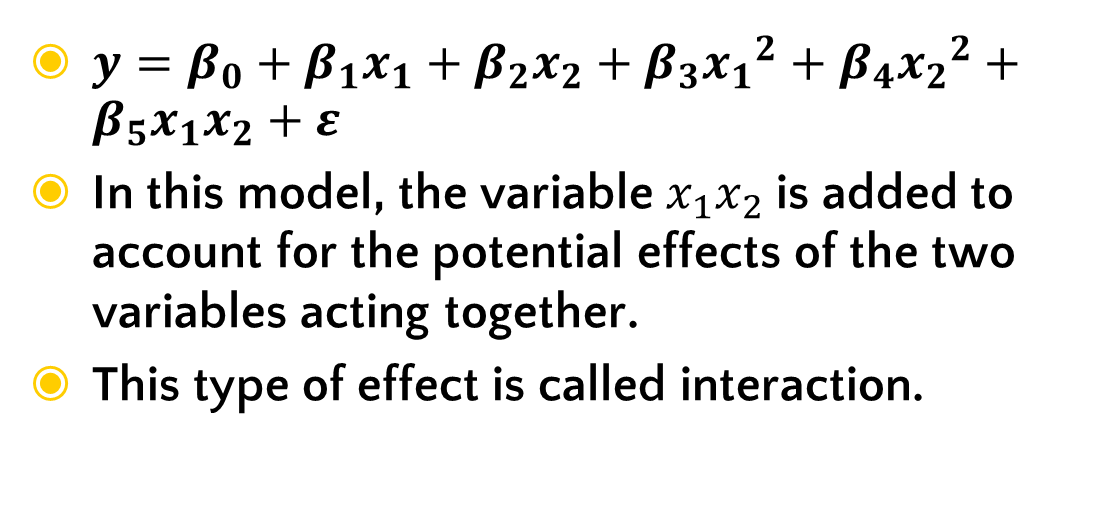 y = β₀ + β₁x₁ + β₂x₂ + β₃x₁² + β₄x₂² +
β₅x₁x₂ + ε
In this model, the variable x₁x₂ is added to
account for the potential effects of the two
variables acting together.
This type of effect is called interaction.